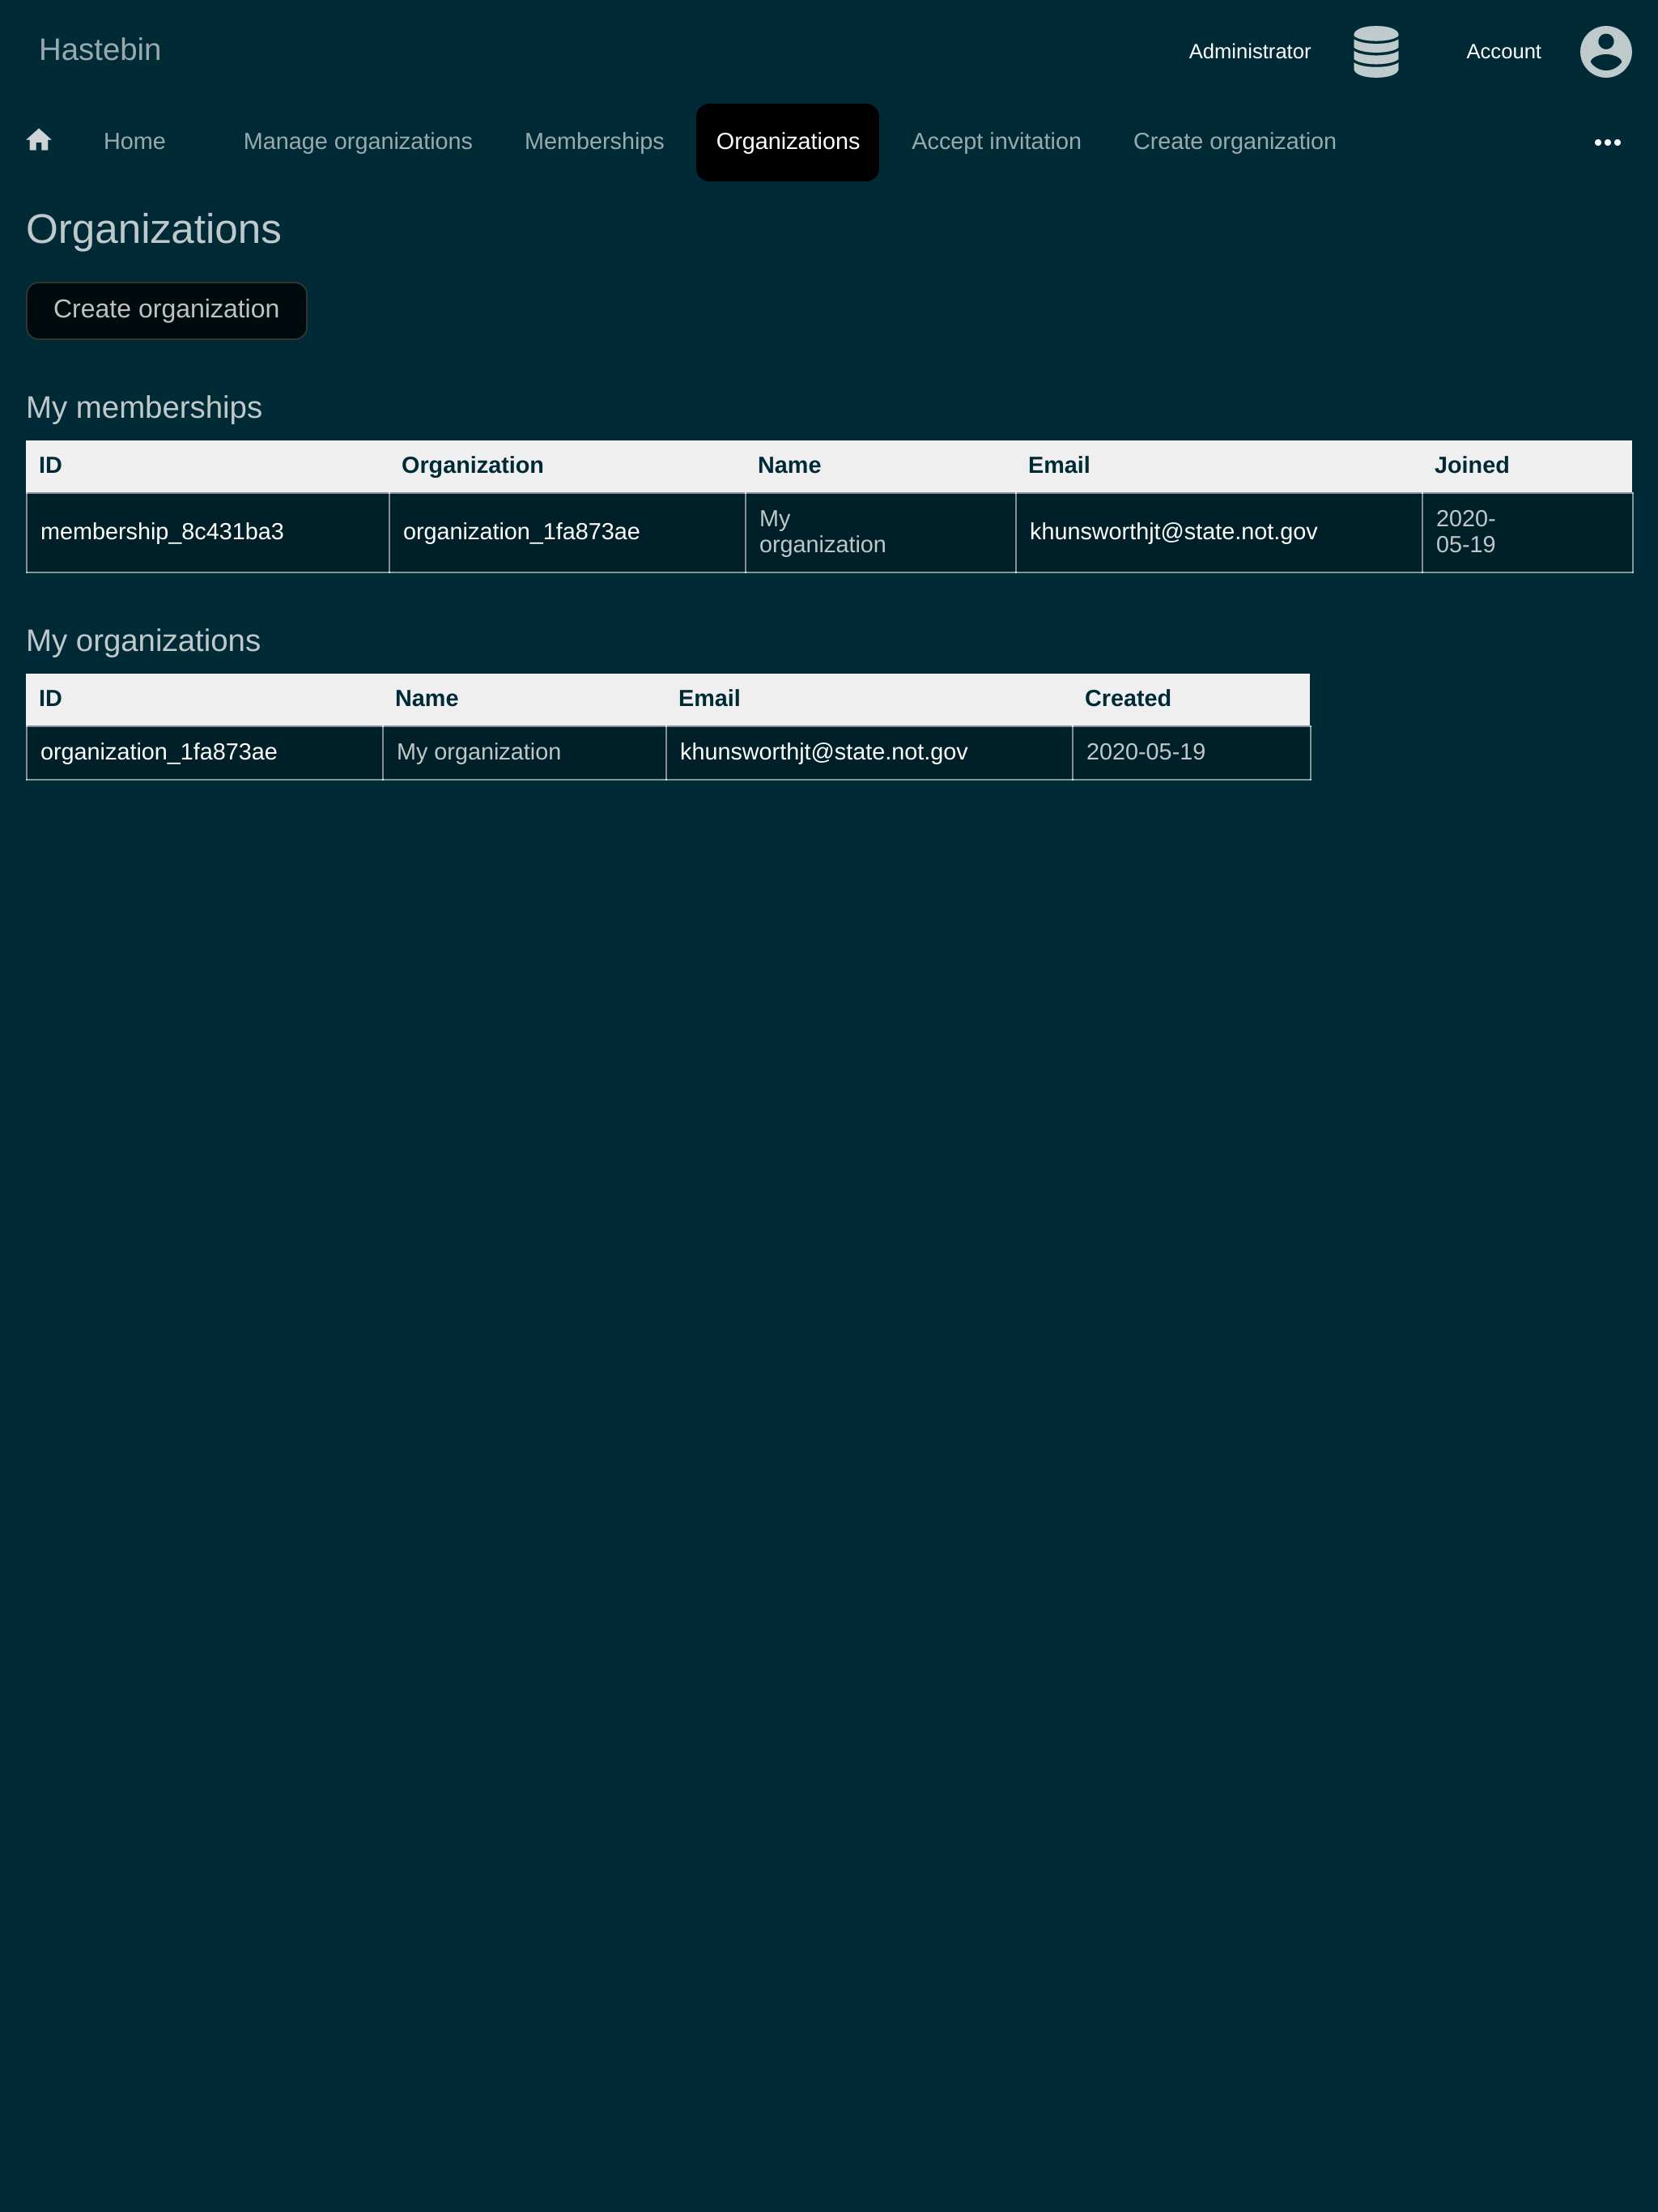 Hastebin
Administrator
Account
Home
Manage organizations
Memberships
Organizations
Accept invitation
Create organization
Organizations
Create organization
My memberships
ID Organization Name Email Joined
membership_8c431ba3 organization_1fa873ae My organization khunsworthjt@state.not.gov 2020-05-19
My organizations
ID Name Email Created
organization_1fa873ae My organization khunsworthjt@state.not.gov 2020-05-19